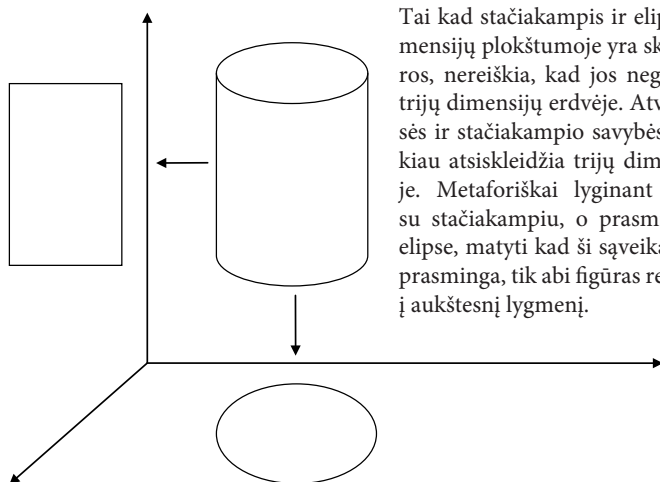 Tai kad stačiakampis ir elip
mensijų plokštumoje yra sk
ros, nereiškia, kad jos neg
trijų dimensijų erdvėje. Atv
sės ir stačiakampio savybės
kiau atsiskleidžia trijų dim
je. Metaforiškai lyginant
su stačiakampiu, o prasm
elipse, matyti kad ši sąveika
prasminga, tik abi figūras re
į aukštesnį lygmenį.